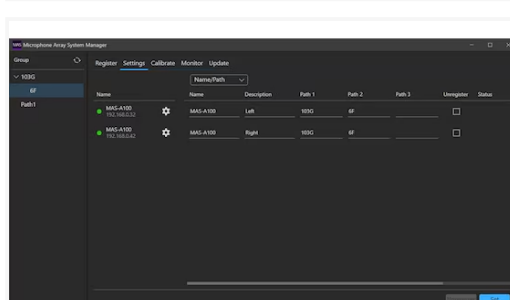 MAS Microphone Array System Manager
Group
103G
6F
Path1
Register Settings Calibrate Monitor Update
Name/Path
Name Name Description Path 1 Path 2 Path 3 Unregister Status
MAS-A100 MAS-A100 Left 103G 6F
192.168.0.52
MAS-A100 MAS-A100 Right 103G 6F
192.168.0.42